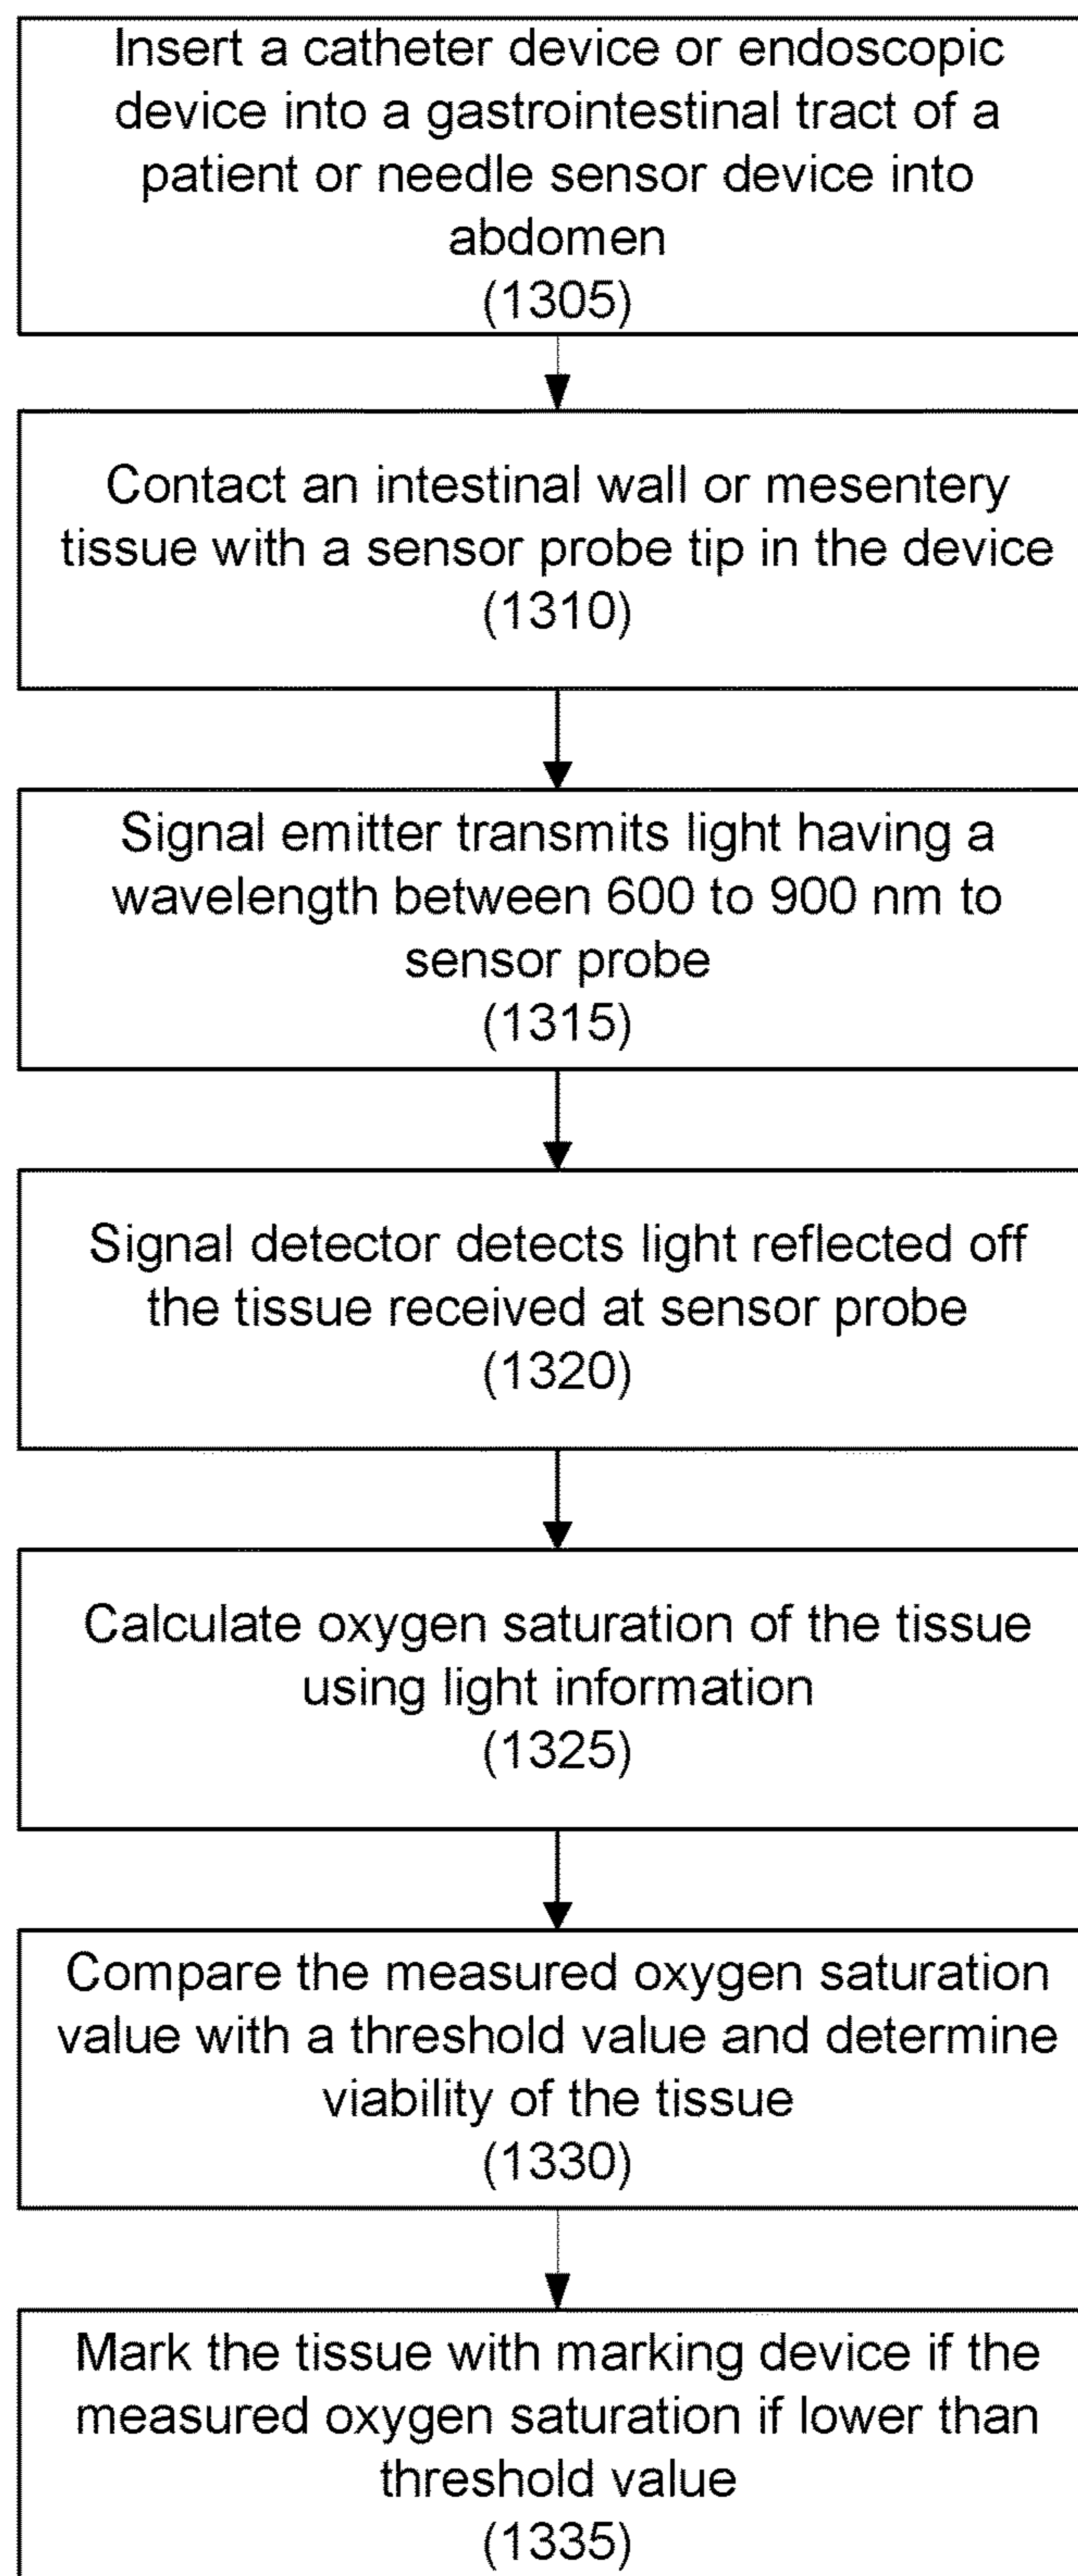 Insert a catheter device or endoscopic
device into a gastrointestinal tract of a
patient or needle sensor device into
abdomen
(1305)
Contact an intestinal wall or mesentery
tissue with a sensor probe tip in the device
(1310)
Signal emitter transmits light having a
wavelength between 600 to 900 nm to
sensor probe
(1315)
Signal detector detects light reflected off
the tissue received at sensor probe
(1320)
Calculate oxygen saturation of the tissue
using light information
(1325)
Compare the measured oxygen saturation
value with a threshold value and determine
viability of the tissue
(1330)
Mark the tissue with marking device if the
measured oxygen saturation if lower than
threshold value
(1335)